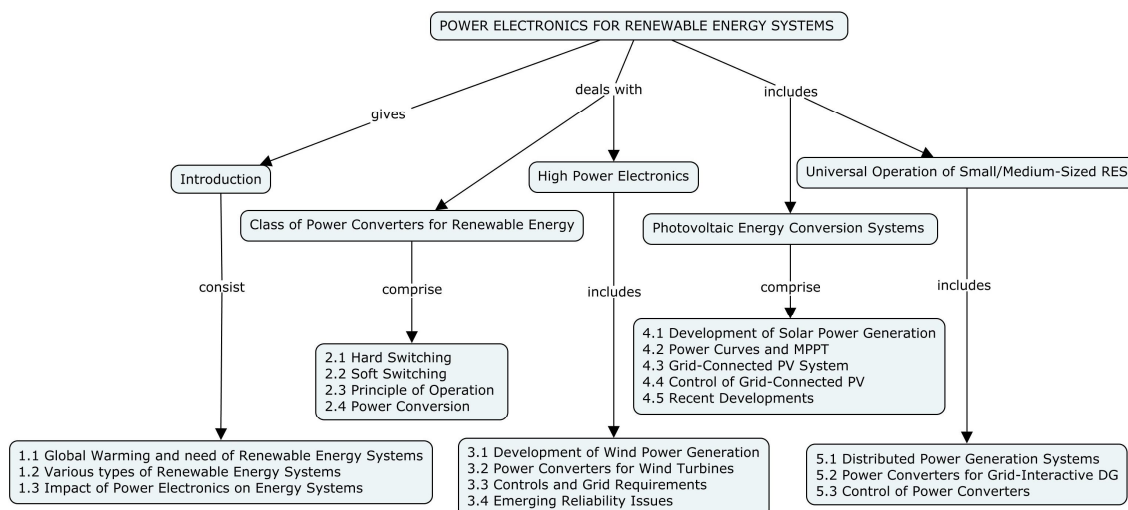 POWER ELECTRONICS FOR RENEWABLE ENERGY SYSTEMS
deals with
includes
gives
Introduction
High Power Electronics
Universal Operation of Small/Medium-Sized RES
Class of Power Converters for Renewable Energy
Photovoltaic Energy Conversion Systems
consist
comprise
includes
comprise
includes
2.1 Hard Switching
2.2 Soft Switching
2.3 Principle of Operation
2.4 Power Conversion
4.1 Development of Solar Power Generation
4.2 Power Curves and MPPT
4.3 Grid-Connected PV System
4.4 Control of Grid-Connected PV
4.5 Recent Developments
1.1 Global Warming and need of Renewable Energy Systems
1.2 Various types of Renewable Energy Systems
1.3 Impact of Power Electronics on Energy Systems
3.1 Development of Wind Power Generation
3.2 Power Converters for Wind Turbines
3.3 Controls and Grid Requirements
3.4 Emerging Reliability Issues
5.1 Distributed Power Generation Systems
5.2 Power Converters for Grid-Interactive DG
5.3 Control of Power Converters